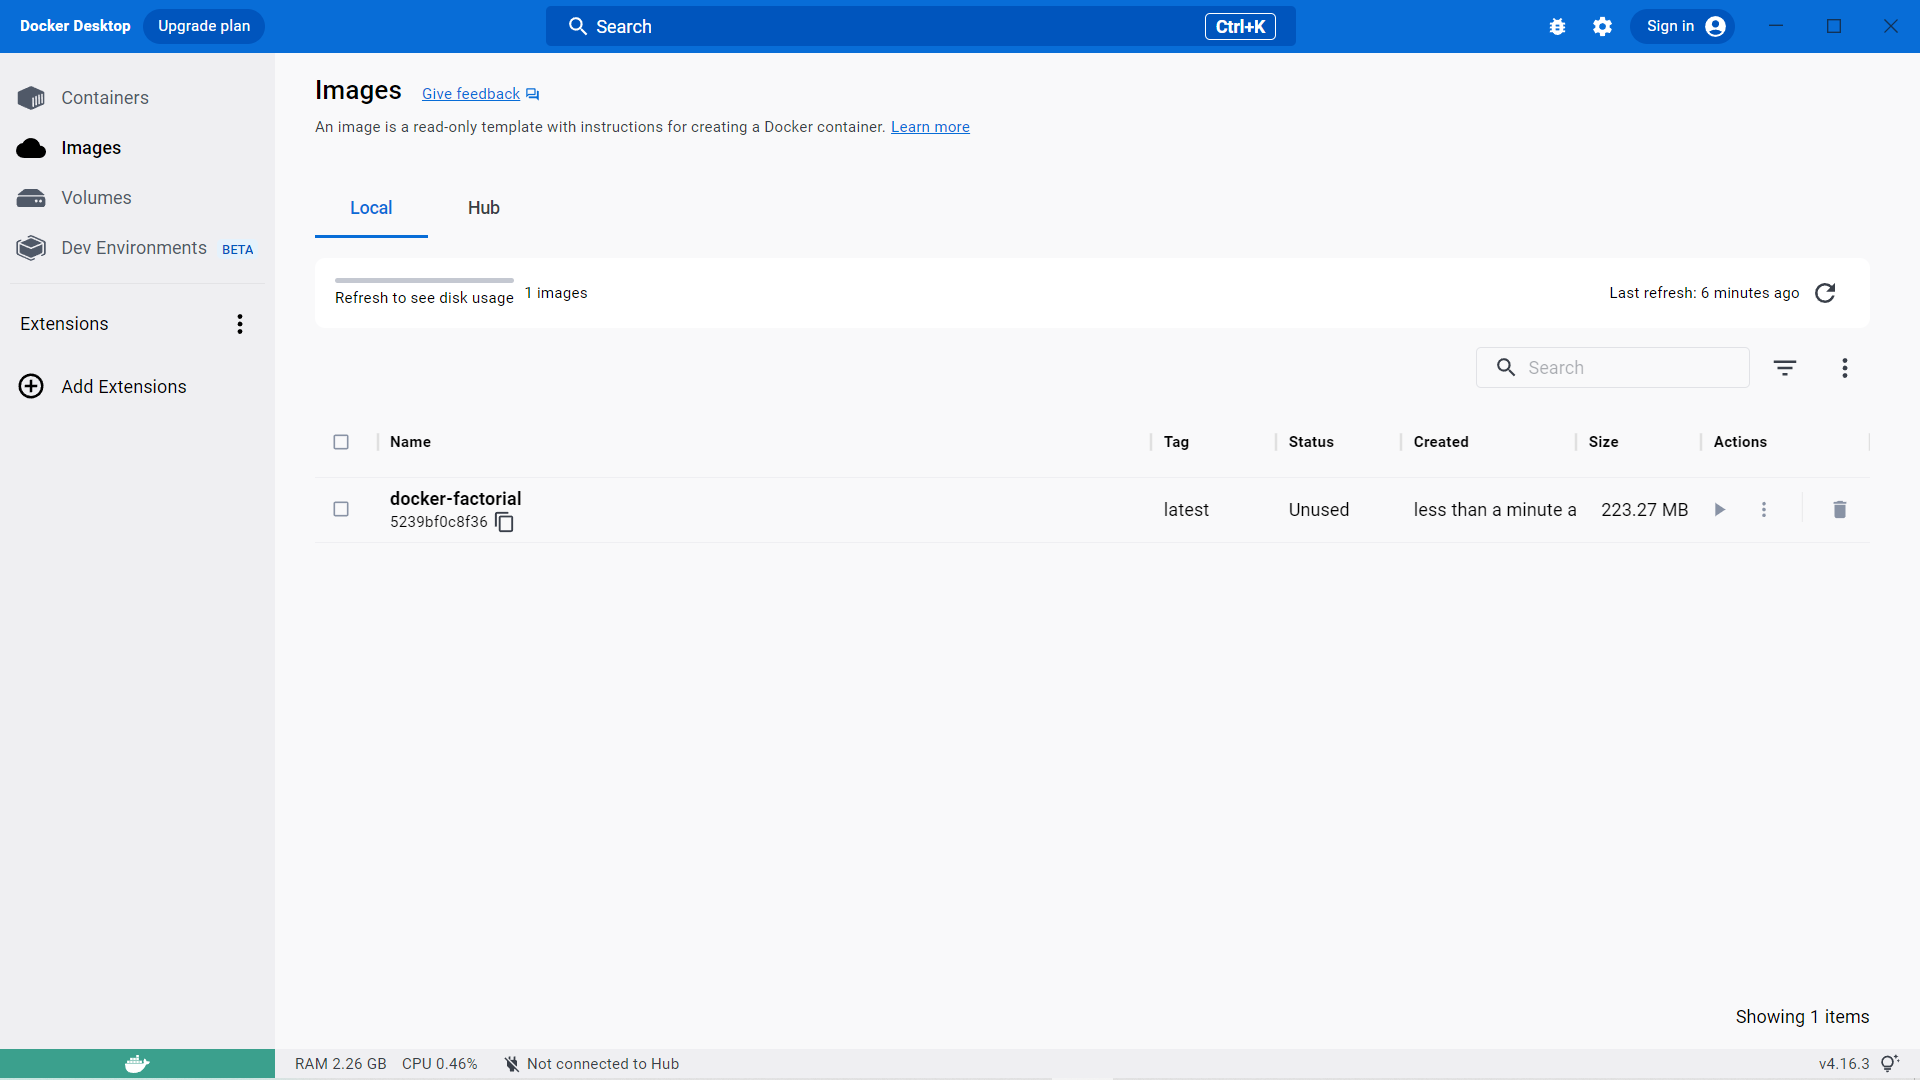 Docker Desktop
Upgrade plan
Search
Ctrl+K
Sign in
Containers
Images
Volumes
Dev Environments BETA
Extensions
Add Extensions
Images
Give feedback
An image is a read-only template with instructions for creating a Docker container. Learn more
Local
Hub
Refresh to see disk usage
1 images
Last refresh: 6 minutes ago
Search
Name
Tag
Status
Created
Size
Actions
docker-factorial
5239bf0c8f36
latest
Unused
less than a minute a
223.27 MB
Showing 1 items
RAM 2.26 GB
CPU 0.46%
Not connected to Hub
v4.16.3